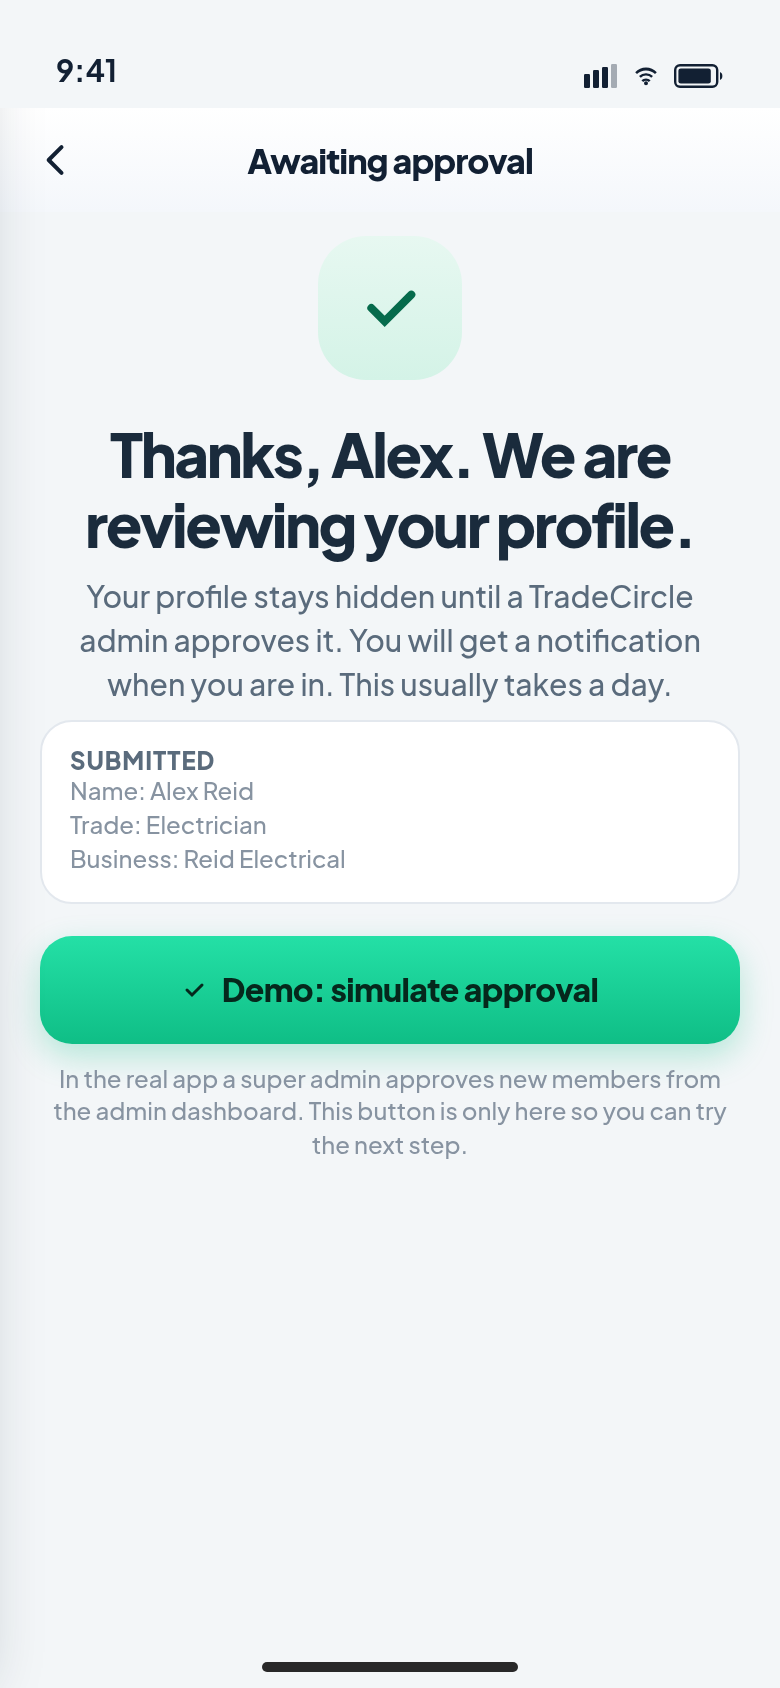 9:41
Awaiting approval
Thanks, Alex. We are
reviewing your profile.
Your profile stays hidden until a TradeCircle
admin approves it. You will get a notification
when you are in. This usually takes a day.
SUBMITTED
Name: Alex Reid
Trade: Electrician
Business: Reid Electrical
Demo: simulate approval
In the real app a super admin approves new members from
the admin dashboard. This button is only here so you can try
the next step.